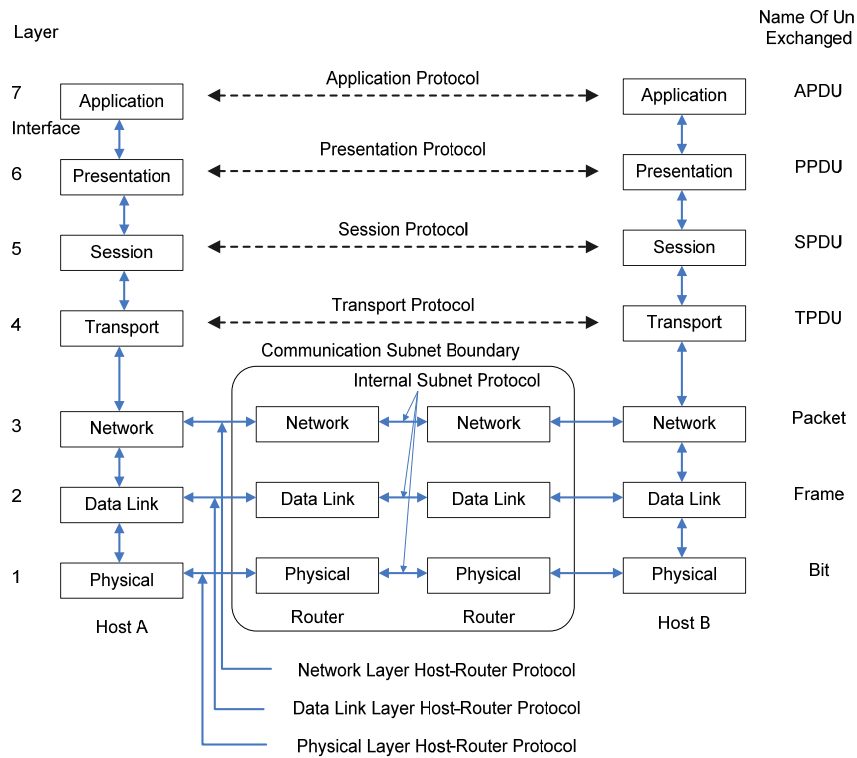 Layer
Name Of Un
Exchanged
7
Application
Application Protocol
Application
APDU
Interface
6
Presentation
Presentation Protocol
Presentation
PPDU
5
Session
Session Protocol
Session
SPDU
4
Transport
Transport Protocol
Transport
TPDU
Communication Subnet Boundary
Internal Subnet Protocol
3
Network
Network
Network
Network
Packet
2
Data Link
Data Link
Data Link
Data Link
Frame
1
Physical
Physical
Physical
Physical
Bit
Host A
Router
Router
Host B
Network Layer Host-Router Protocol
Data Link Layer Host-Router Protocol
Physical Layer Host-Router Protocol